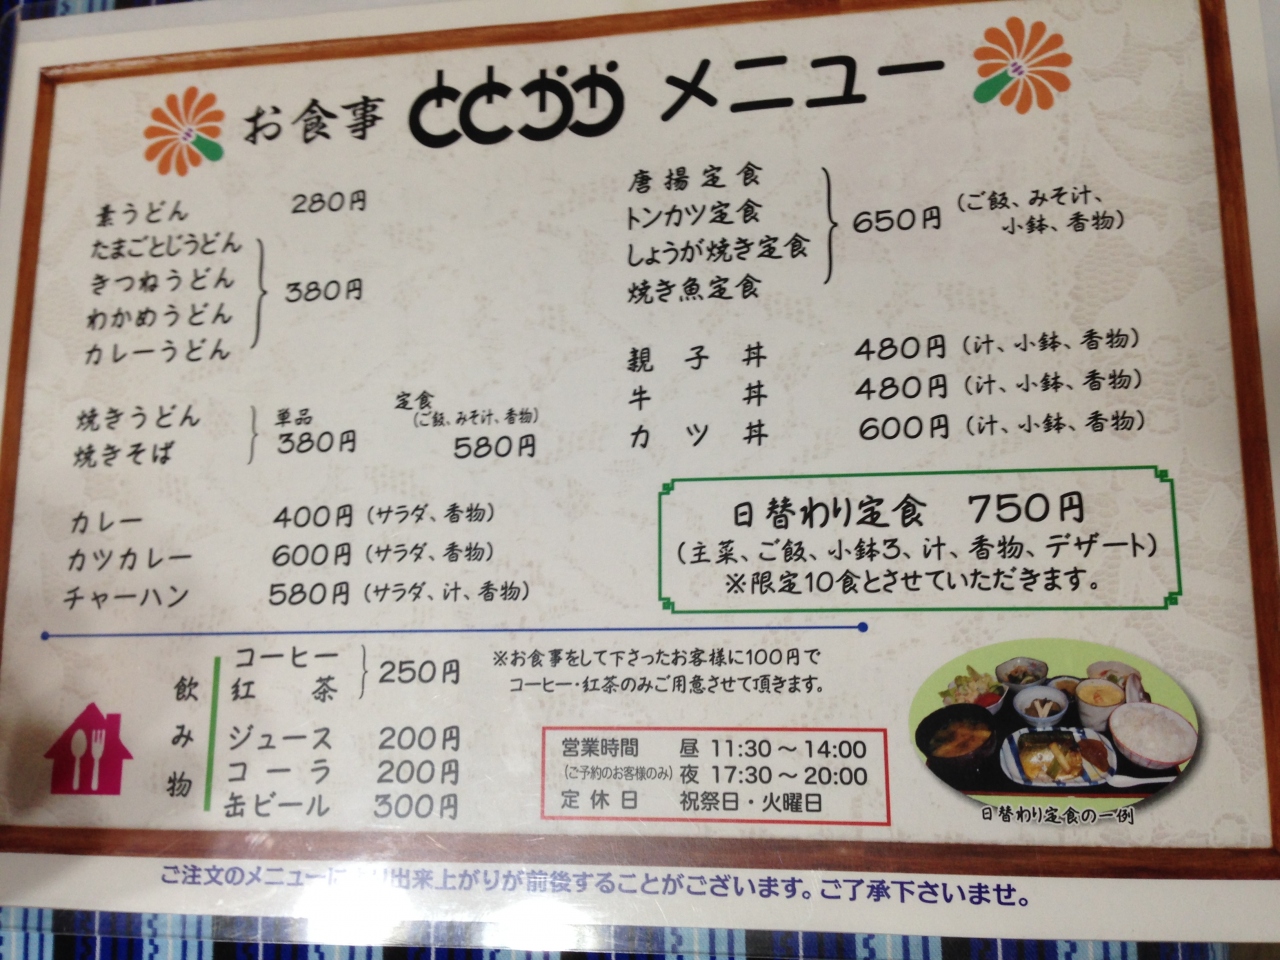 お食事 ととかか メニュー
素うどん 280円
たまごとじうどん
きつねうどん
わかめうどん
カレーうどん
380円
焼きうどん
焼きそば
単品
380円
定食
(ご飯、みそ汁、香物)
580円
カレー 400円(サラダ、香物)
カツカレー 600円(サラダ、香物)
チャーハン 580円(サラダ、汁、香物)
唐揚定食
トンカツ定食
しょうが焼き定食
焼き魚定食
650円
(ご飯、みそ汁、
小鉢、香物)
親子丼 480円(汁、小鉢、香物)
牛丼 480円(汁、小鉢、香物)
カツ丼 600円(汁、小鉢、香物)
日替わり定食 750円
(主菜、ご飯、小鉢3、汁、香物、デザート)
※限定10食とさせていただきます。
飲み物
コーヒー
紅茶
250円
ジュース 200円
コーラ 200円
缶ビール 300円
※お食事をして下さったお客様に100円で
コーヒー・紅茶のみご用意させて頂きます。
営業時間 昼 11:30～14:00
(ご予約のお客様のみ) 夜 17:30～20:00
定休日 祝祭日・火曜日
日替わり定食の一例
ご注文のメニューにより出来上がりが前後することがございます。ご了承下さいませ。